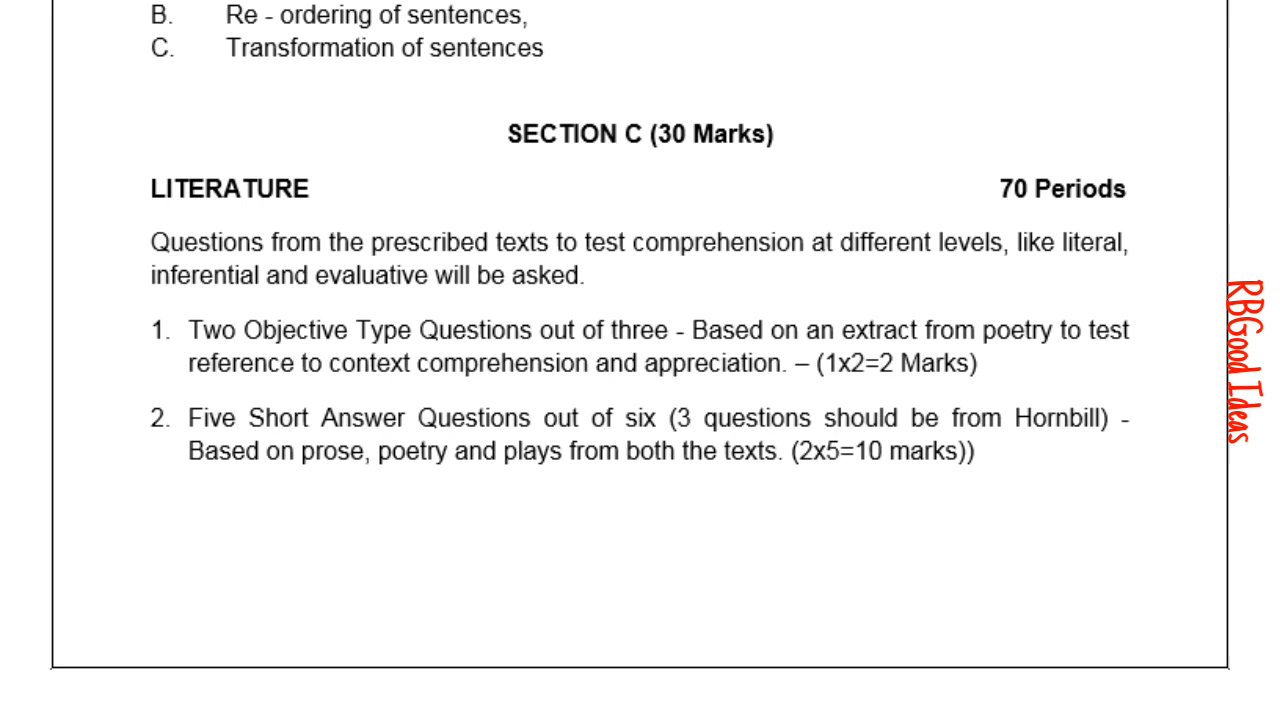 B. Re - ordering of sentences,
C. Transformation of sentences
SECTION C (30 Marks)
LITERATURE 70 Periods
Questions from the prescribed texts to test comprehension at different levels, like literal,
inferential and evaluative will be asked.
1. Two Objective Type Questions out of three - Based on an extract from poetry to test
reference to context comprehension and appreciation. – (1x2=2 Marks)
2. Five Short Answer Questions out of six (3 questions should be from Hornbill) -
Based on prose, poetry and plays from both the texts. (2x5=10 marks))
RBGood Ideas